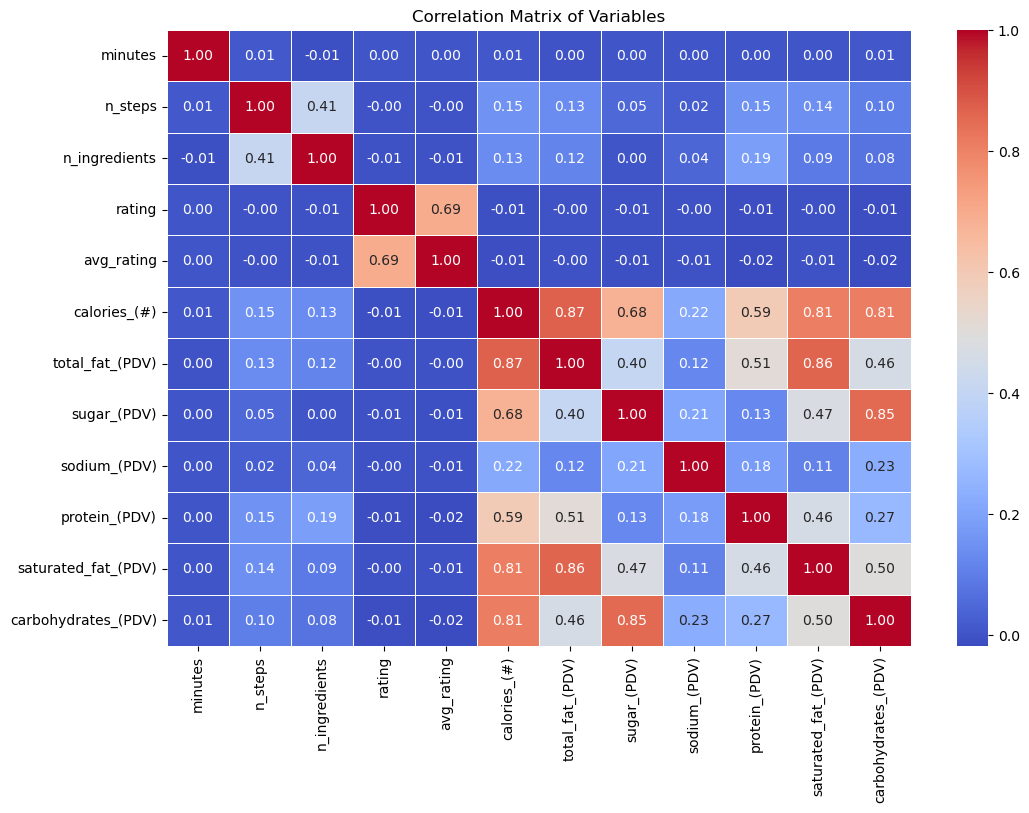 Correlation Matrix of Variables
minutes 1.00 0.01 -0.01 0.00 0.00 0.01 0.00 0.00 0.00 0.00 0.00 0.01
n_steps 0.01 1.00 0.41 -0.00 -0.00 0.15 0.13 0.05 0.02 0.15 0.14 0.10
n_ingredients -0.01 0.41 1.00 -0.01 -0.01 0.13 0.12 0.00 0.04 0.19 0.09 0.08
rating 0.00 -0.00 -0.01 1.00 0.69 -0.01 -0.00 -0.01 -0.00 -0.01 -0.00 -0.01
avg_rating 0.00 -0.00 -0.01 0.69 1.00 -0.01 -0.00 -0.01 -0.01 -0.02 -0.01 -0.02
calories_(#) 0.01 0.15 0.13 -0.01 -0.01 1.00 0.87 0.68 0.22 0.59 0.81 0.81
total_fat_(PDV) 0.00 0.13 0.12 -0.00 -0.00 0.87 1.00 0.40 0.12 0.51 0.86 0.46
sugar_(PDV) 0.00 0.05 0.00 -0.01 -0.01 0.68 0.40 1.00 0.21 0.13 0.47 0.85
sodium_(PDV) 0.00 0.02 0.04 -0.00 -0.01 0.22 0.12 0.21 1.00 0.18 0.11 0.23
protein_(PDV) 0.00 0.15 0.19 -0.01 -0.02 0.59 0.51 0.13 0.18 1.00 0.46 0.27
saturated_fat_(PDV) 0.00 0.14 0.09 -0.00 -0.01 0.81 0.86 0.47 0.11 0.46 1.00 0.50
carbohydrates_(PDV) 0.01 0.10 0.08 -0.01 -0.02 0.81 0.46 0.85 0.23 0.27 0.50 1.00
minutes
n_steps
n_ingredients
rating
avg_rating
calories_(#)
total_fat_(PDV)
sugar_(PDV)
sodium_(PDV)
protein_(PDV)
saturated_fat_(PDV)
carbohydrates_(PDV)
1.0
0.8
0.6
0.4
0.2
0.0